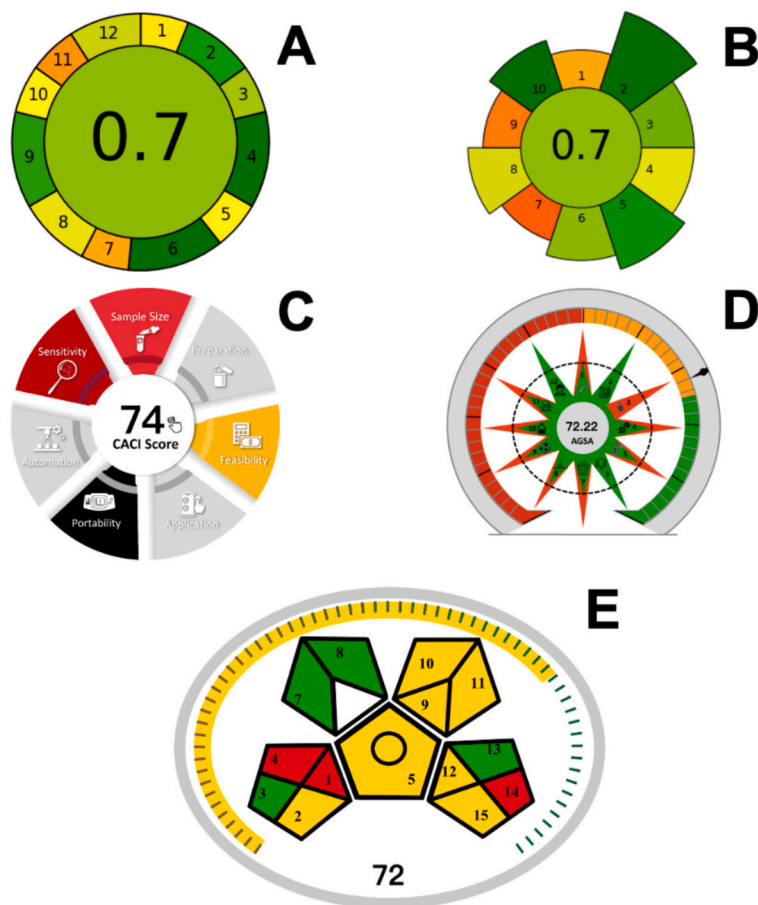 A
12
1
2
11
3
10
0.7
4
9
5
8
7
6
B
1
10
2
9
3
0.7
8
4
7
5
6
C
Sample Size
Sensitivity
Preparation
74
CACI Score
Automation
Feasibility
Portability
Application
D
72.22
AGSA
E
8
10
7
11
9
4
1
13
12
3
5
14
2
15
72